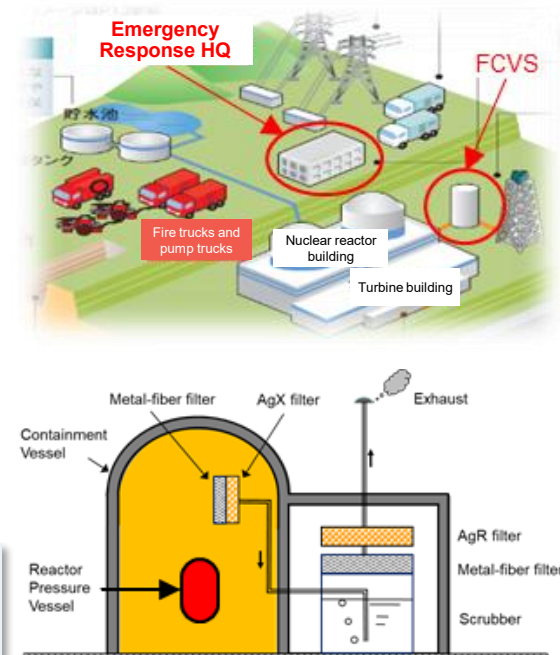 Emergency
Response HQ
FCVS
貯水池
タンク
Fire trucks and
pump trucks
Nuclear reactor
building
Turbine building
Metal-fiber filter
AgX filter
Exhaust
Containment
Vessel
AgR filter
Reactor
Pressure
Vessel
Metal-fiber filter
Scrubber